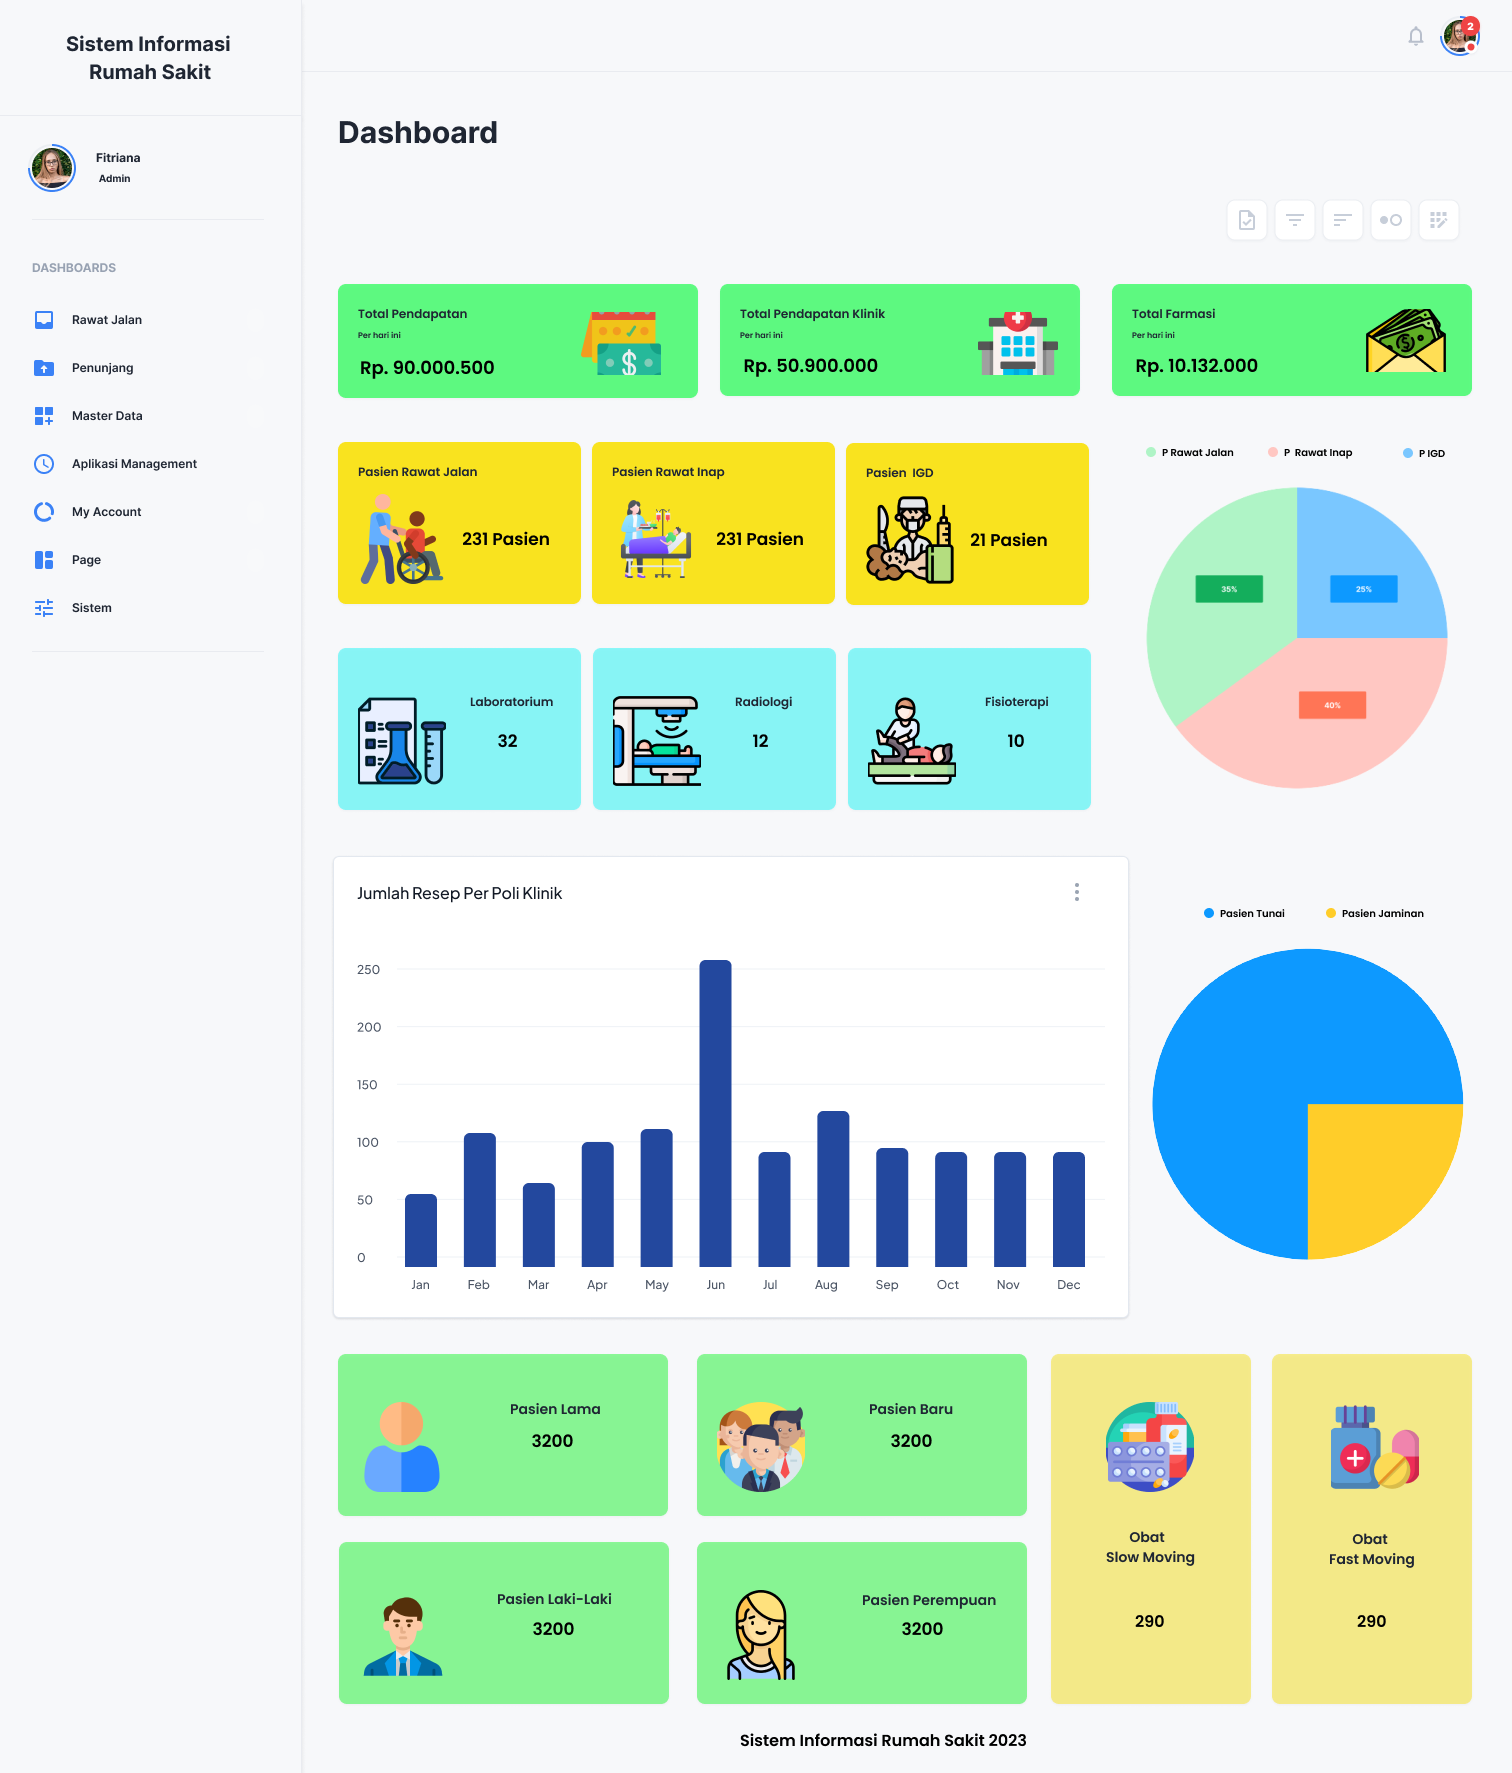 Sistem Informasi
Rumah Sakit
2
Fitriana
Admin
DASHBOARDS
Rawat Jalan
Penunjang
Master Data
Aplikasi Management
My Account
Page
Sistem
Dashboard
Total Pendapatan
Per hari ini
Rp. 90.000.500
Total Pendapatan Klinik
Per hari ini
Rp. 50.900.000
Total Farmasi
Per hari ini
Rp. 10.132.000
Pasien Rawat Jalan
231 Pasien
Pasien Rawat Inap
231 Pasien
Pasien IGD
21 Pasien
P Rawat Jalan
P Rawat Inap
P IGD
35%
25%
40%
Laboratorium
32
Radiologi
12
Fisioterapi
10
Jumlah Resep Per Poli Klinik
250
200
150
100
50
0
Jan Feb Mar Apr May Jun Jul Aug Sep Oct Nov Dec
Pasien Tunai
Pasien Jaminan
Pasien Lama
3200
Pasien Baru
3200
Pasien Laki-Laki
3200
Pasien Perempuan
3200
Obat
Slow Moving
290
Obat
Fast Moving
290
Sistem Informasi Rumah Sakit 2023